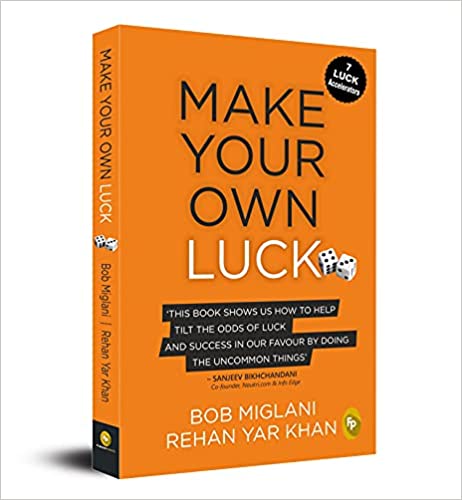 MAKE YOUR OWN LUCK
Bob Miglani | Rehan Yar Khan
7
LUCK
Accelerators
MAKE
YOUR
OWN
LUCK
'THIS BOOK SHOWS US HOW TO HELP
TILT THE ODDS OF LUCK
AND SUCCESS IN OUR FAVOUR BY DOING
THE UNCOMMON THINGS'
– SANJEEV BIKHCHANDANI
Co-founder, & Info Edge
BOB MIGLANI
REHAN YAR KHAN
FP